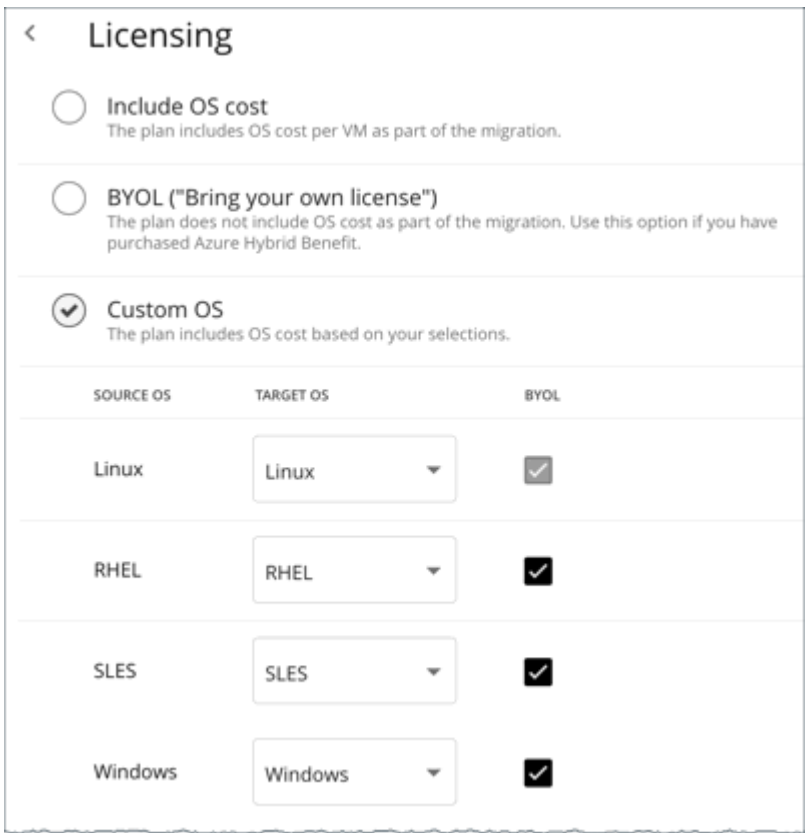 Licensing
Include OS cost
The plan includes OS cost per VM as part of the migration.
BYOL ("Bring your own license")
The plan does not include OS cost as part of the migration. Use this option if you have
purchased Azure Hybrid Benefit.
Custom OS
The plan includes OS cost based on your selections.
SOURCE OS TARGET OS BYOL
Linux Linux
RHEL RHEL
SLES SLES
Windows Windows